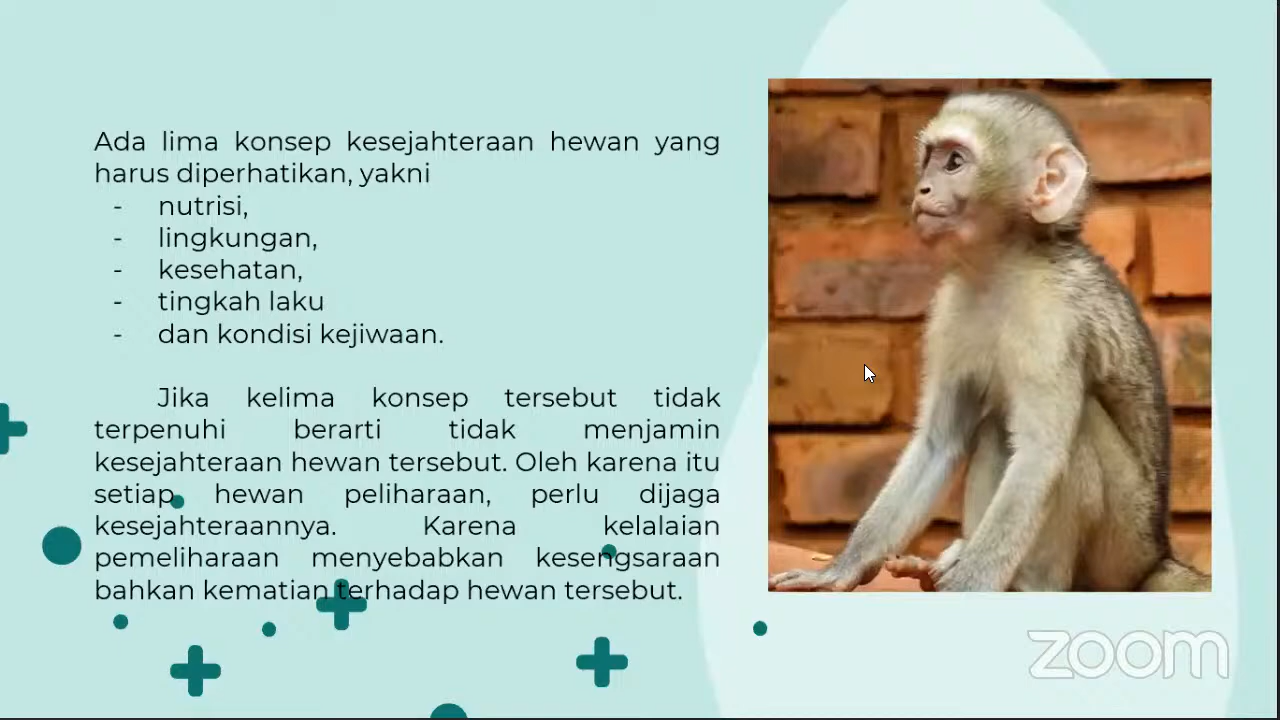 Ada lima konsep kesejahteraan hewan yang
harus diperhatikan, yakni
- nutrisi,
- lingkungan,
- kesehatan,
- tingkah laku
- dan kondisi kejiwaan.
Jika kelima konsep tersebut tidak
terpenuhi berarti tidak menjamin
kesejahteraan hewan tersebut. Oleh karena itu
setiap hewan peliharaan, perlu dijaga
kesejahteraannya. Karena kelalaian
pemeliharaan menyebabkan kesengsaraan
bahkan kematian terhadap hewan tersebut.
zoom